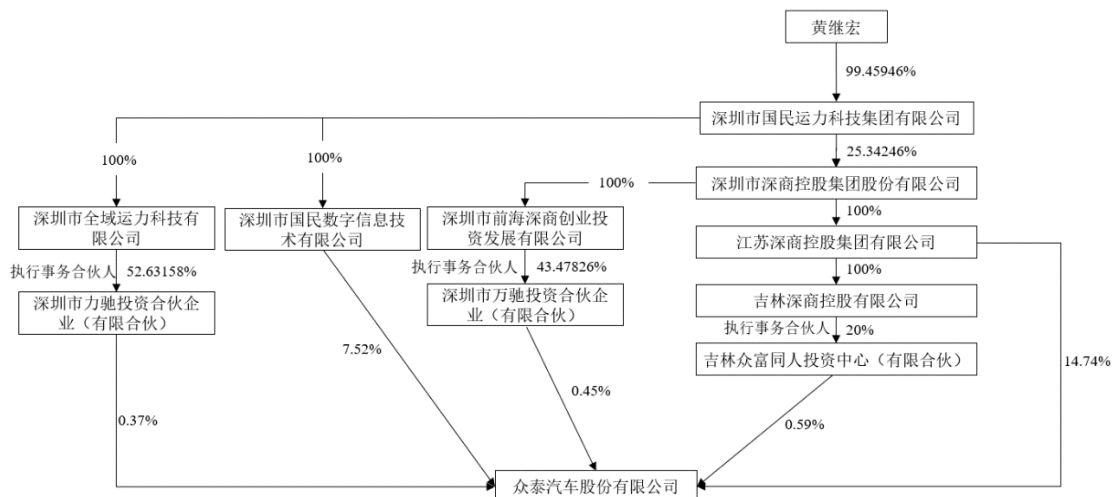 黄继宏
99.45946%
深圳市国民运力科技集团有限公司
100%
100%
25.34246%
100%
深圳市深商控股集团股份有限公司
100%
深圳市全域运力科技有
限公司
深圳市国民数字信息技
术有限公司
深圳市前海深商创业投
资发展有限公司
江苏深商控股集团有限公司
执行事务合伙人
52.63158%
执行事务合伙人
43.47826%
100%
深圳市力驰投资合伙企
业（有限合伙）
深圳市万驰投资合伙企
业（有限合伙）
吉林深商控股有限公司
执行事务合伙人
20%
7.52%
吉林众富同人投资中心（有限合伙）
14.74%
0.37%
0.45%
0.59%
众泰汽车股份有限公司